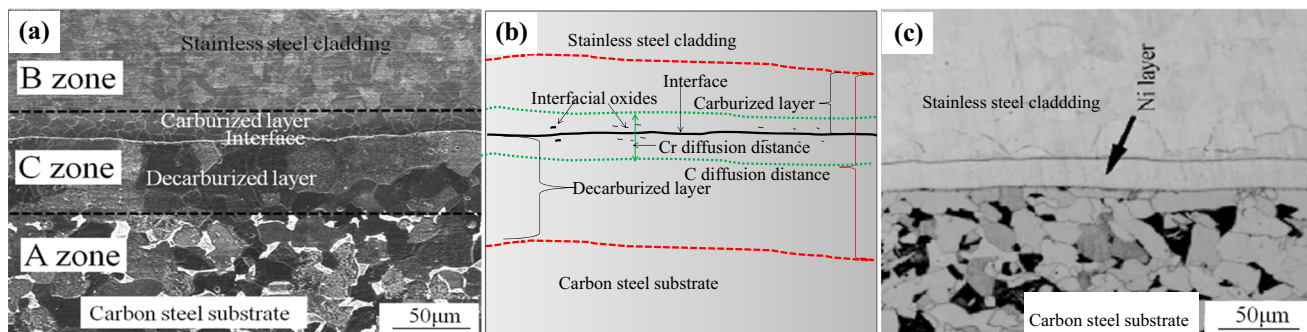 (a)
Stainless steel cladding
B zone
Carburized layer
Interface
C zone
Decarburized layer
A zone
Carbon steel substrate
50μm
(b)
Stainless steel cladding
Interface
Interfacial oxides
Carburized layer
Cr diffusion distance
C diffusion distance
Decarburized layer
Carbon steel substrate
(c)
Ni layer
Stainless steel claddding
50μm
Carbon steel substrate